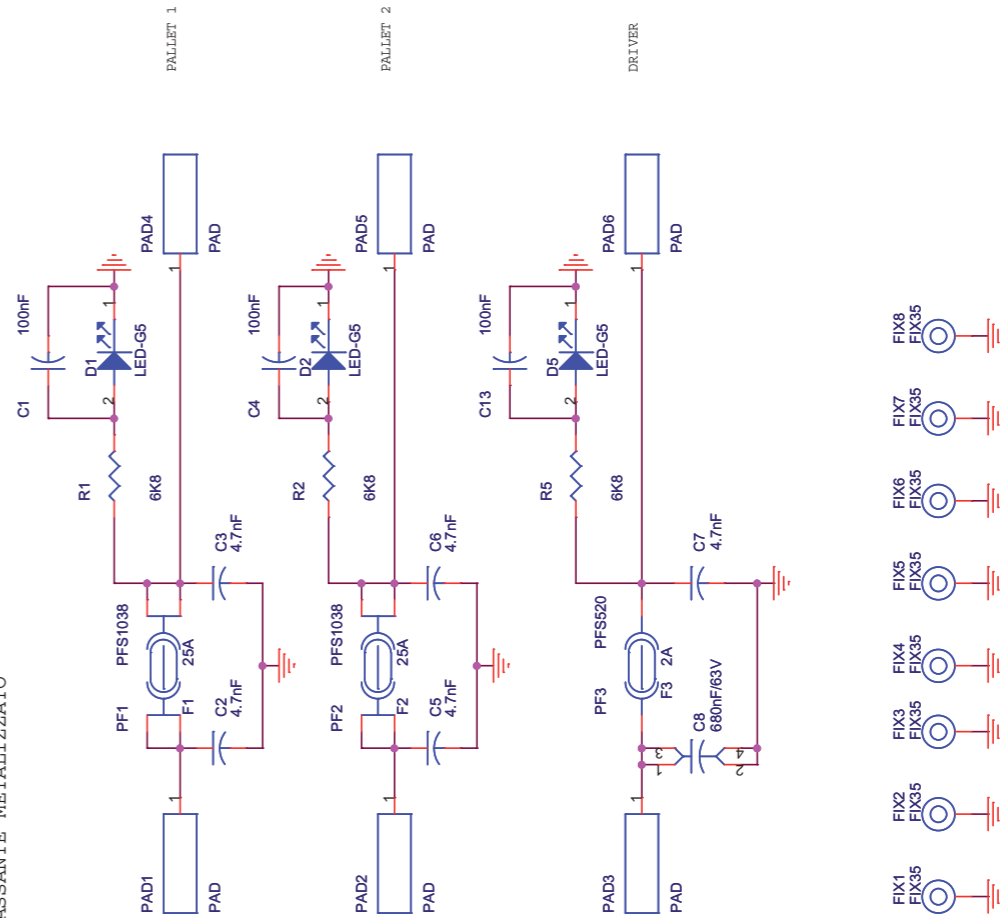 ASSANTE METALIZZATO
PALLET 1
PALLET 2
DRIVER
PAD1
PAD
1
PF1
PFS1038
F1
25A
C2
4.7nF
C3
4.7nF
R1
6K8
C1
100nF
D1
LED-G5
2
1
PAD4
PAD
1
PAD2
PAD
1
PF2
PFS1038
F2
25A
C5
4.7nF
C6
4.7nF
R2
6K8
C4
100nF
D2
LED-G5
2
1
PAD5
PAD
1
PAD3
PAD
1
PF3
PFS520
F3
2A
C8
680nF/63V
1
3
2
4
C7
4.7nF
R5
6K8
C13
100nF
D5
LED-G5
2
1
PAD6
PAD
1
FIX1
FIX35
FIX2
FIX35
FIX3
FIX35
FIX4
FIX35
FIX5
FIX35
FIX6
FIX35
FIX7
FIX35
FIX8
FIX35